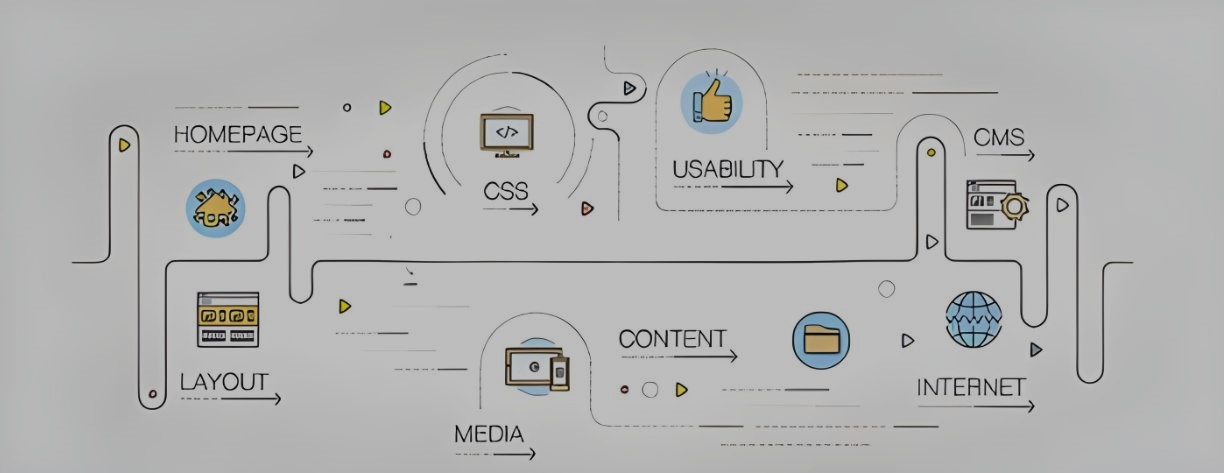 HOMEPAGE
CSS
</>
USABILITY
CMS
LAYOUT
MEDIA
CONTENT
INTERNET